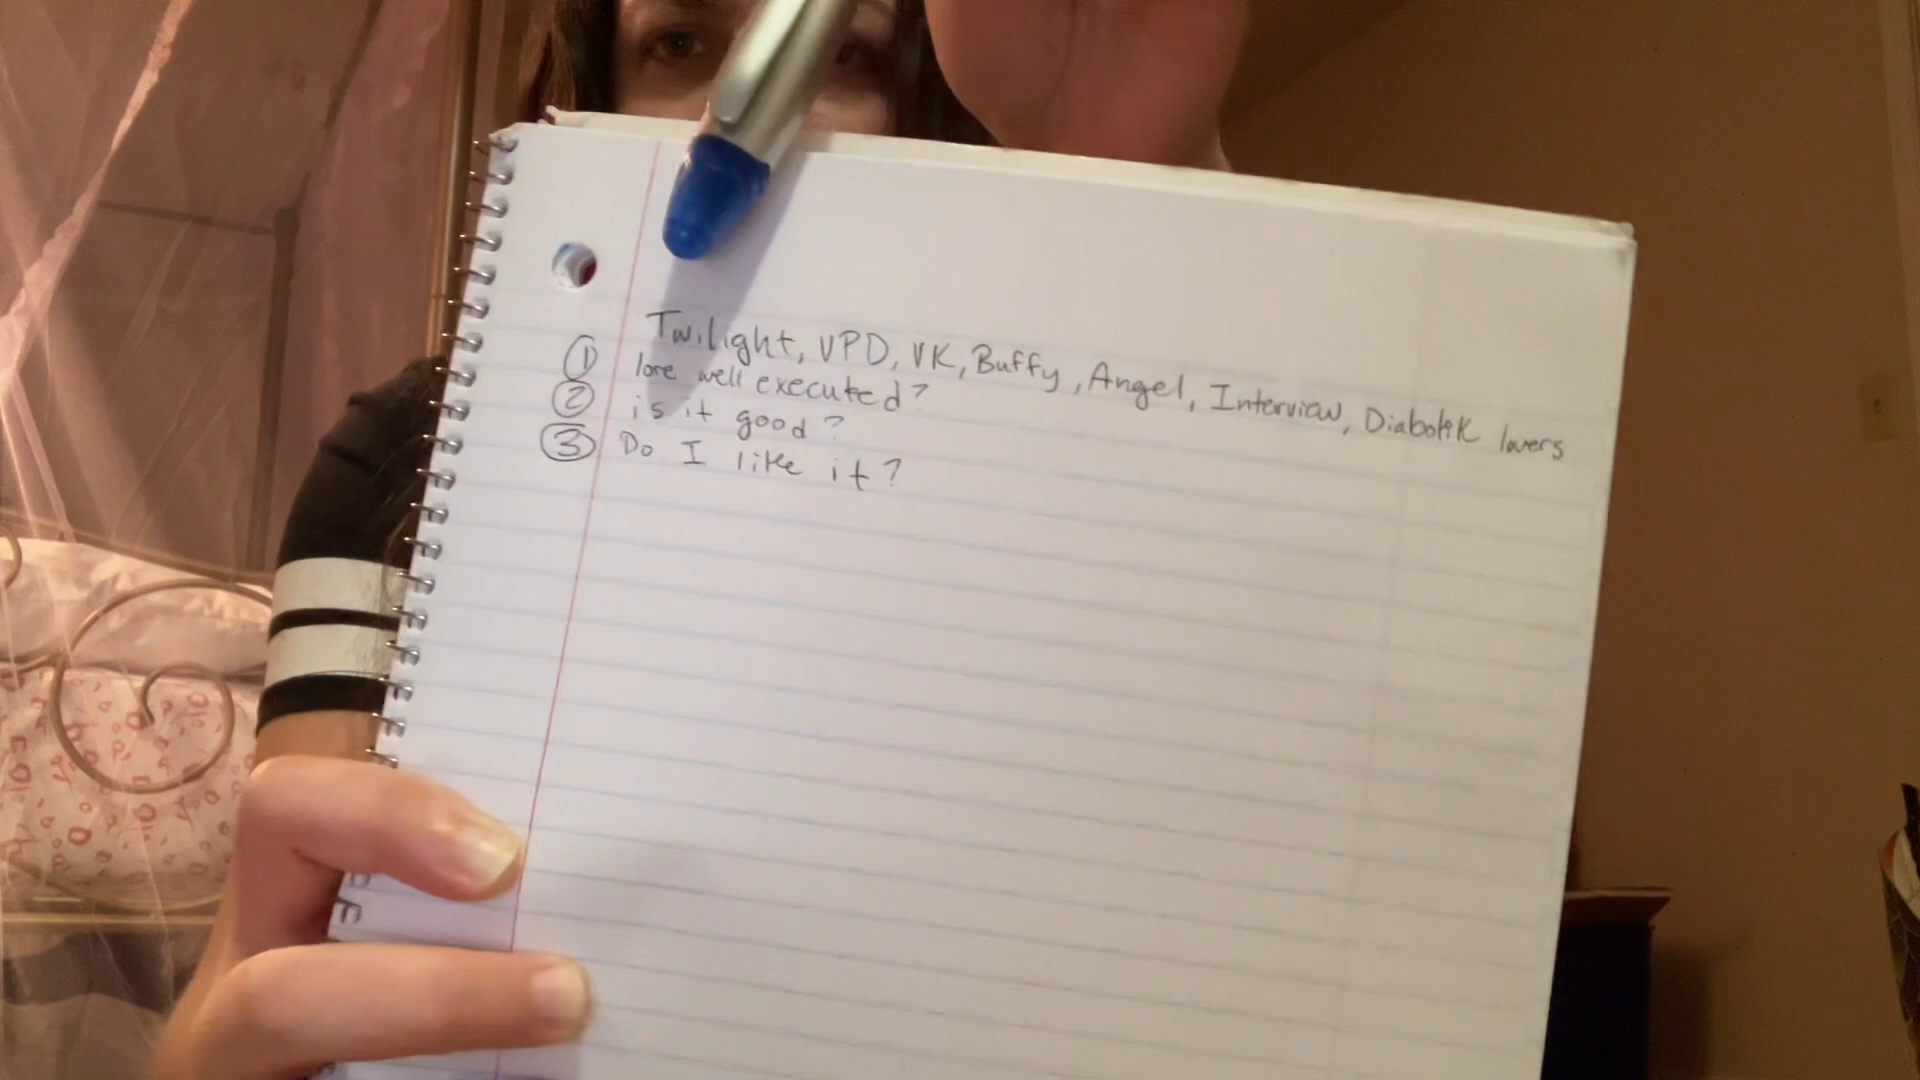 Twilight, VPD, VK, Buffy, Angel, Interview, Diabolik lovers
① lore well executed?
② is it good?
③ Do I like it?